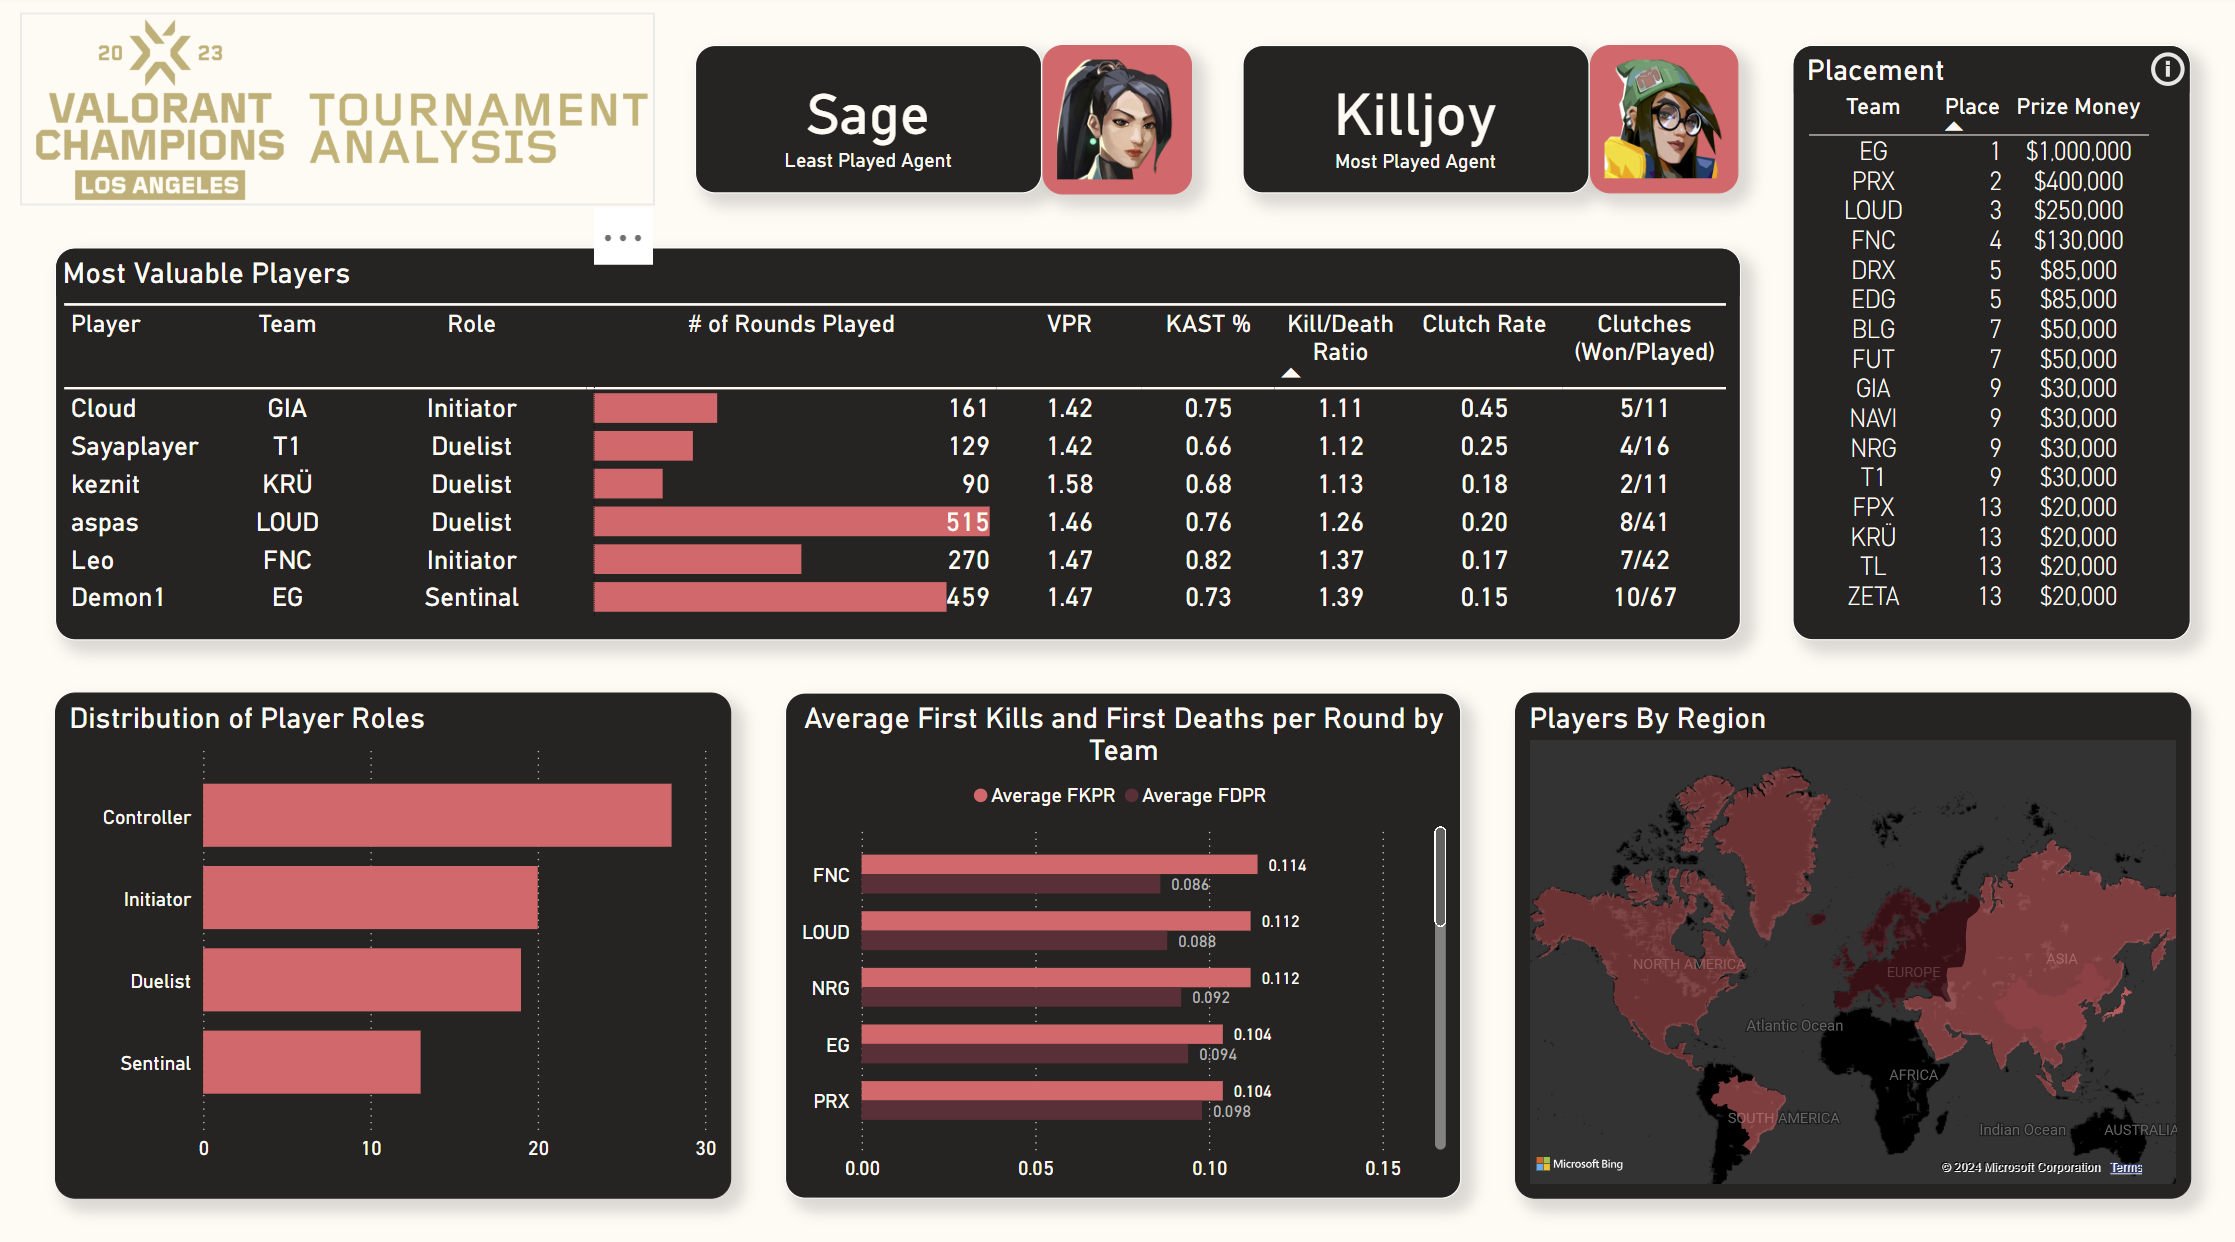 20 23
VALORANT
CHAMPIONS
LOS ANGELES
TOURNAMENT
ANALYSIS
Sage
Least Played Agent
Killjoy
Most Played Agent
Placement
Team Place Prize Money
EG 1 $1,000,000
PRX 2 $400,000
LOUD 3 $250,000
FNC 4 $130,000
DRX 5 $85,000
EDG 5 $85,000
BLG 7 $50,000
FUT 7 $50,000
GIA 9 $30,000
NAVI 9 $30,000
NRG 9 $30,000
T1 9 $30,000
FPX 13 $20,000
KRÜ 13 $20,000
TL 13 $20,000
ZETA 13 $20,000
Most Valuable Players
Player Team Role # of Rounds Played VPR KAST % Kill/Death Ratio Clutch Rate Clutches (Won/Played)
Cloud GIA Initiator 161 1.42 0.75 1.11 0.45 5/11
Sayaplayer T1 Duelist 129 1.42 0.66 1.12 0.25 4/16
keznit KRÜ Duelist 90 1.58 0.68 1.13 0.18 2/11
aspas LOUD Duelist 515 1.46 0.76 1.26 0.20 8/41
Leo FNC Initiator 270 1.47 0.82 1.37 0.17 7/42
Demon1 EG Sentinal 459 1.47 0.73 1.39 0.15 10/67
Distribution of Player Roles
Controller
Initiator
Duelist
Sentinal
0 10 20 30
Average First Kills and First Deaths per Round by
Team
Average FKPR Average FDPR
FNC 0.114
0.086
LOUD 0.112
0.088
NRG 0.112
0.092
EG 0.104
0.094
PRX 0.104
0.098
0.00 0.05 0.10 0.15
Players By Region
NORTH AMERICA
EUROPE
ASIA
Atlantic Ocean
AFRICA
SOUTH AMERICA
Indian Ocean
AUSTRALIA
Microsoft Bing
© 2024 Microsoft Corporation Terms